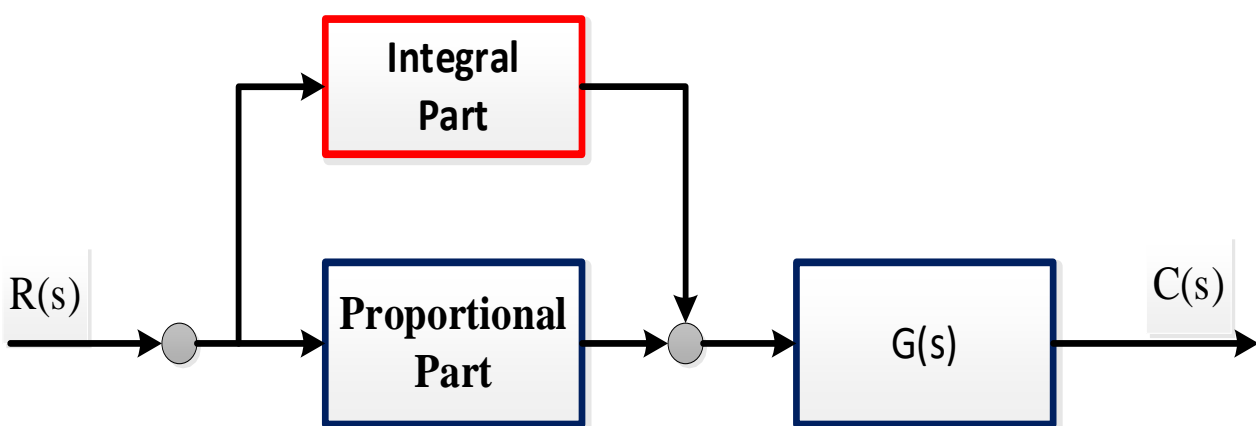 Integral
Part
R(s)
Proportional
Part
G(s)
C(s)